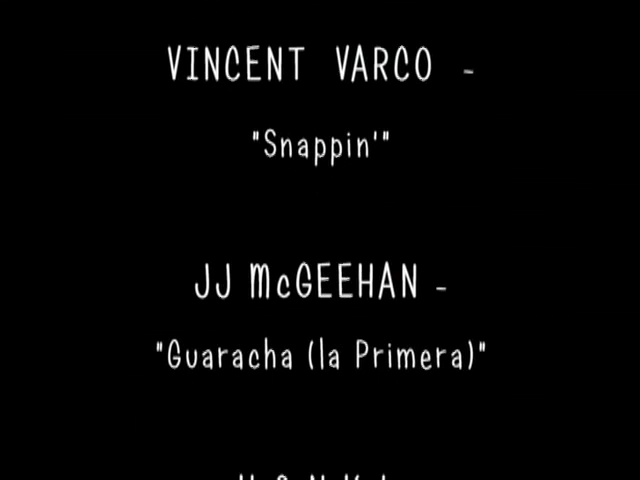 VINCENT VARCO -
"Snappin'"
JJ McGEEHAN -
"Guaracha (la Primera)"